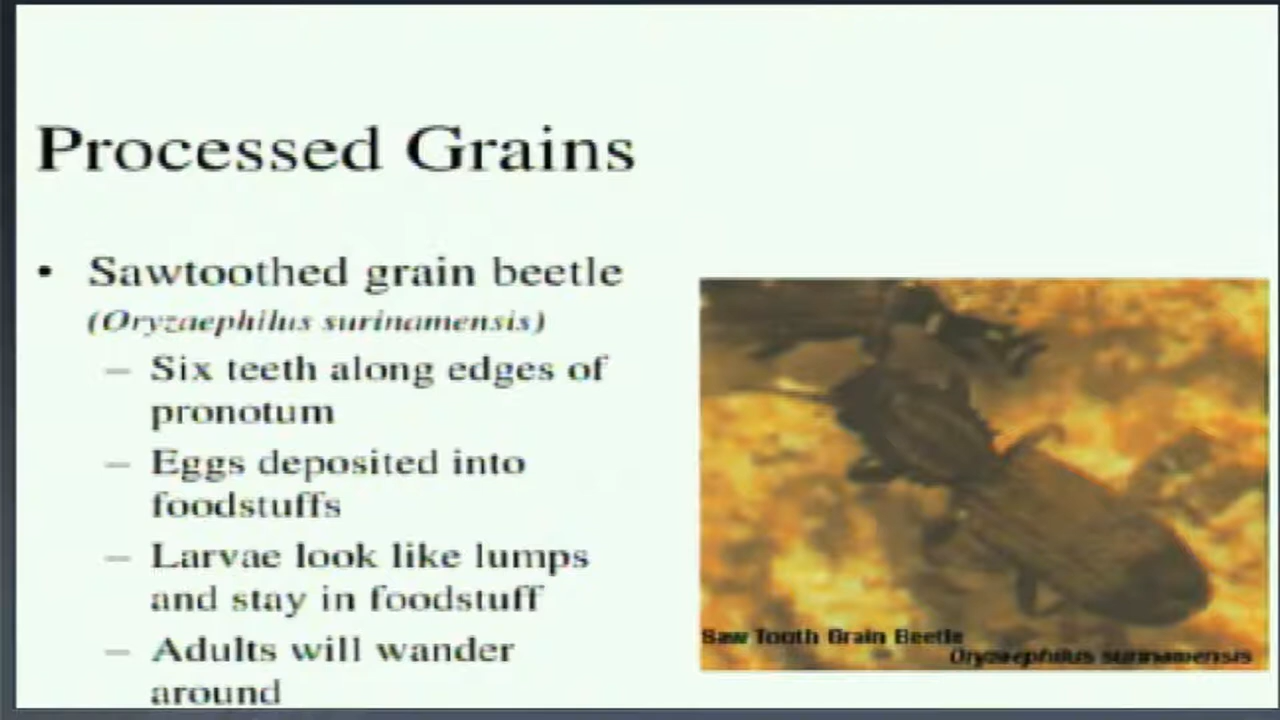 Processed Grains
• Sawtoothed grain beetle
(Oryzaephilus surinamensis)
– Six teeth along edges of
pronotum
– Eggs deposited into
foodstuffs
– Larvae look like lumps
and stay in foodstuff
– Adults will wander
around
Saw Tooth Grain Beetle
Oryzaephilus surinamensis